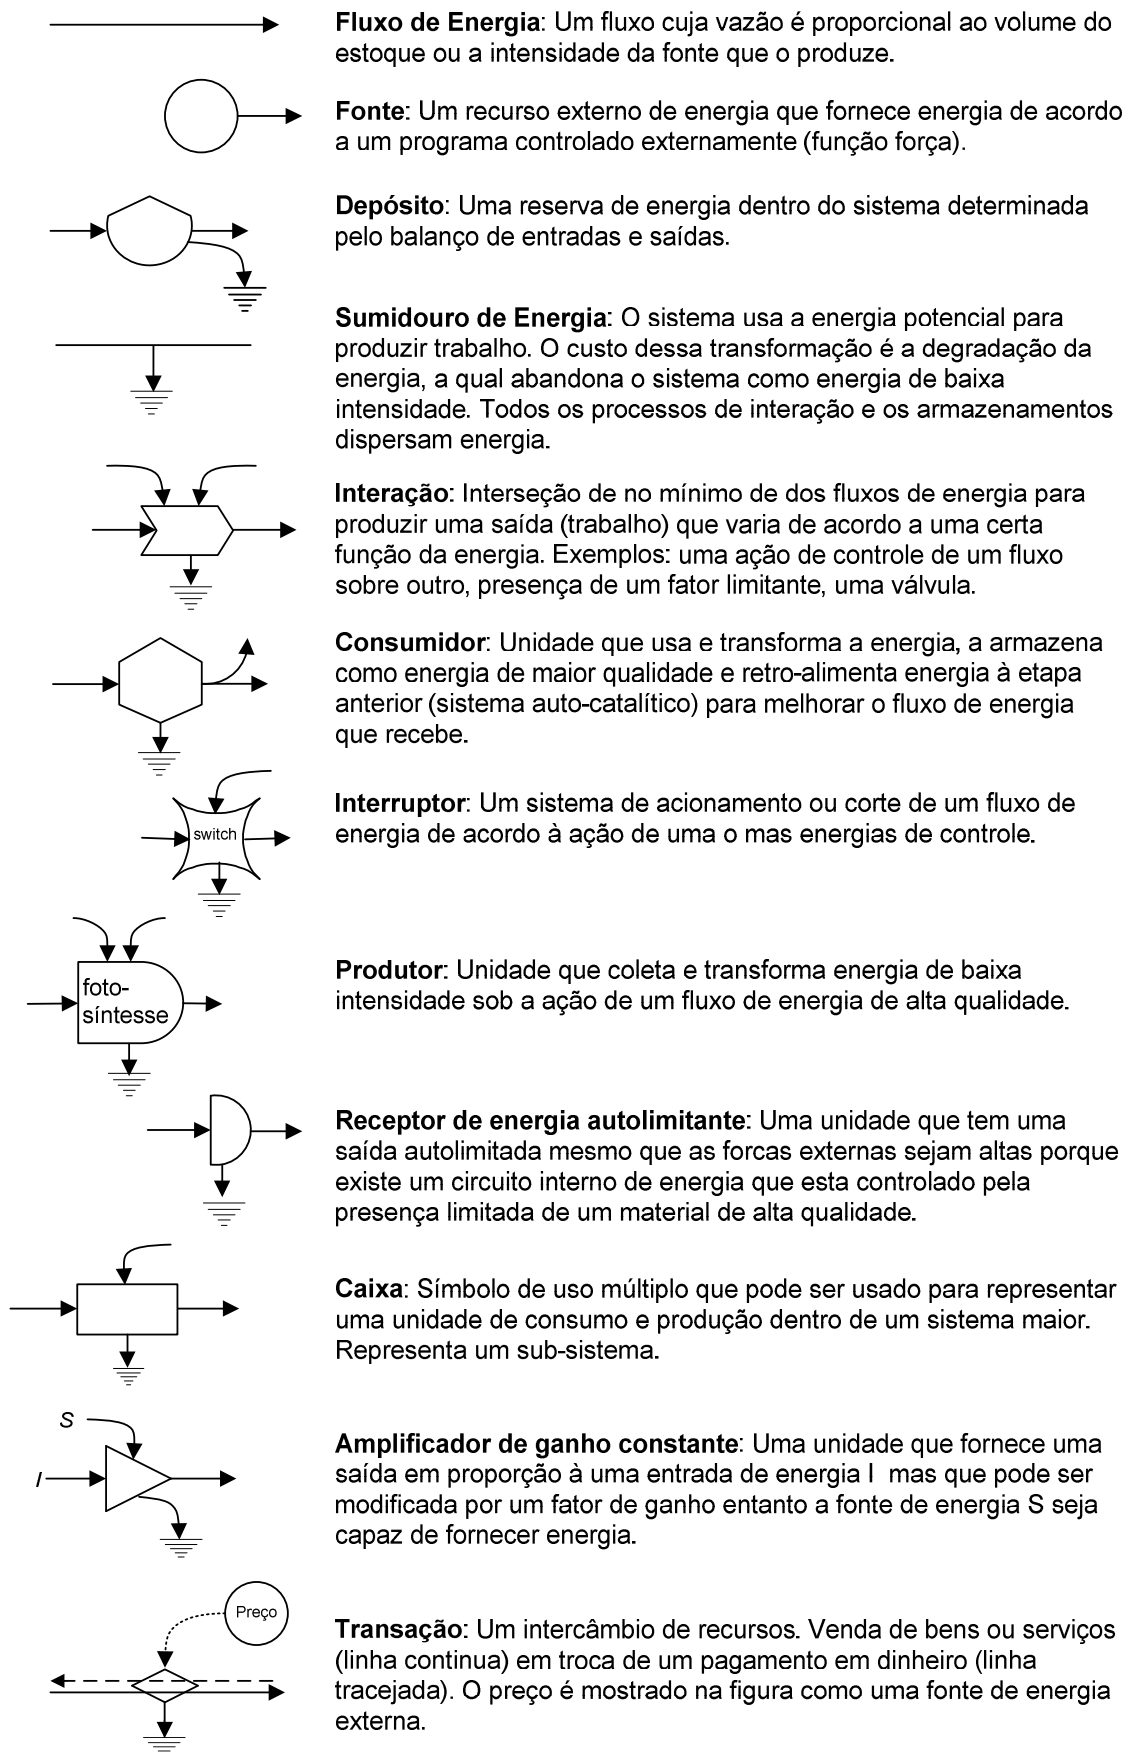 Fluxo de Energia: Um fluxo cuja vazão é proporcional ao volume do
estoque ou a intensidade da fonte que o produze.
Fonte: Um recurso externo de energia que fornece energia de acordo
a um programa controlado externamente (função força).
Depósito: Uma reserva de energia dentro do sistema determinada
pelo balanço de entradas e saídas.
Sumidouro de Energia: O sistema usa a energia potencial para
produzir trabalho. O custo dessa transformação é a degradação da
energia, a qual abandona o sistema como energia de baixa
intensidade. Todos os processos de interação e os armazenamentos
dispersam energia.
Interação: Interseção de no mínimo de dos fluxos de energia para
produzir uma saída (trabalho) que varia de acordo a uma certa
função da energia. Exemplos: uma ação de controle de um fluxo
sobre outro, presença de um fator limitante, uma válvula.
Consumidor: Unidade que usa e transforma a energia, a armazena
como energia de maior qualidade e retro-alimenta energia à etapa
anterior (sistema auto-catalítico) para melhorar o fluxo de energia
que recebe.
switch
Interruptor: Um sistema de acionamento ou corte de um fluxo de
energia de acordo à ação de uma o mas energias de controle.
foto-
síntesse
Produtor: Unidade que coleta e transforma energia de baixa
intensidade sob a ação de um fluxo de energia de alta qualidade.
Receptor de energia autolimitante: Uma unidade que tem uma
saída autolimitada mesmo que as forcas externas sejam altas porque
existe um circuito interno de energia que esta controlado pela
presença limitada de um material de alta qualidade.
Caixa: Símbolo de uso múltiplo que pode ser usado para representar
uma unidade de consumo e produção dentro de um sistema maior.
Representa um sub-sistema.
S
I
Amplificador de ganho constante: Uma unidade que fornece uma
saída em proporção à uma entrada de energia I mas que pode ser
modificada por um fator de ganho entanto a fonte de energia S seja
capaz de fornecer energia.
Preço
Transação: Um intercâmbio de recursos. Venda de bens ou serviços
(linha continua) em troca de um pagamento em dinheiro (linha
tracejada). O preço é mostrado na figura como uma fonte de energia
externa.